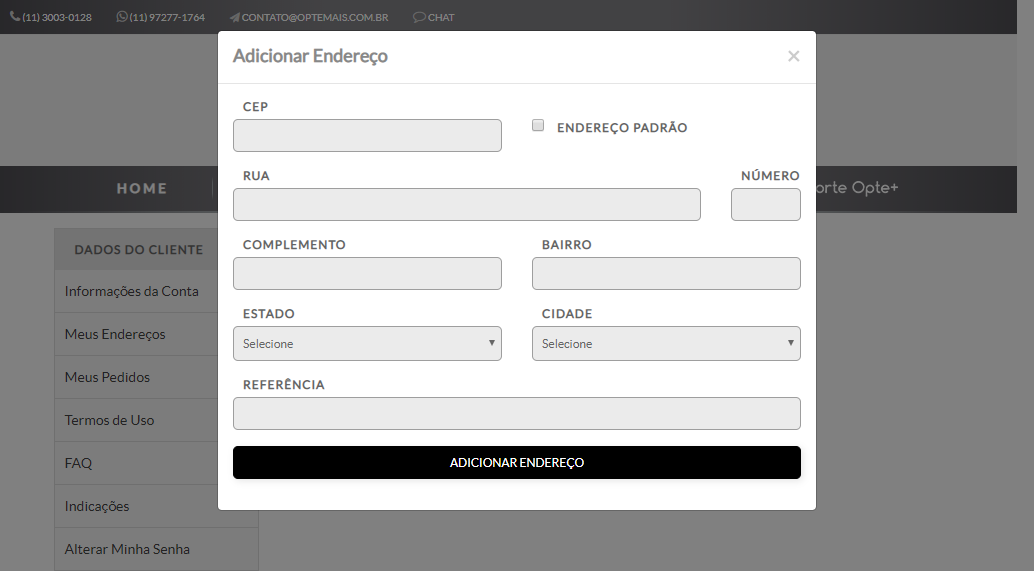 (11) 3003-0128 (11) 97277-1764 CONTATO@OPTEMAIS.COM.BR CHAT
Adicionar Endereço ×
CEP
ENDEREÇO PADRÃO
RUA NÚMERO
HOME orte Opte+
COMPLEMENTO BAIRRO
DADOS DO CLIENTE
Informações da Conta
Meus Endereços
Meus Pedidos
Termos de Uso
FAQ
Indicações
Alterar Minha Senha
ESTADO CIDADE
Selecione Selecione
REFERÊNCIA
ADICIONAR ENDEREÇO